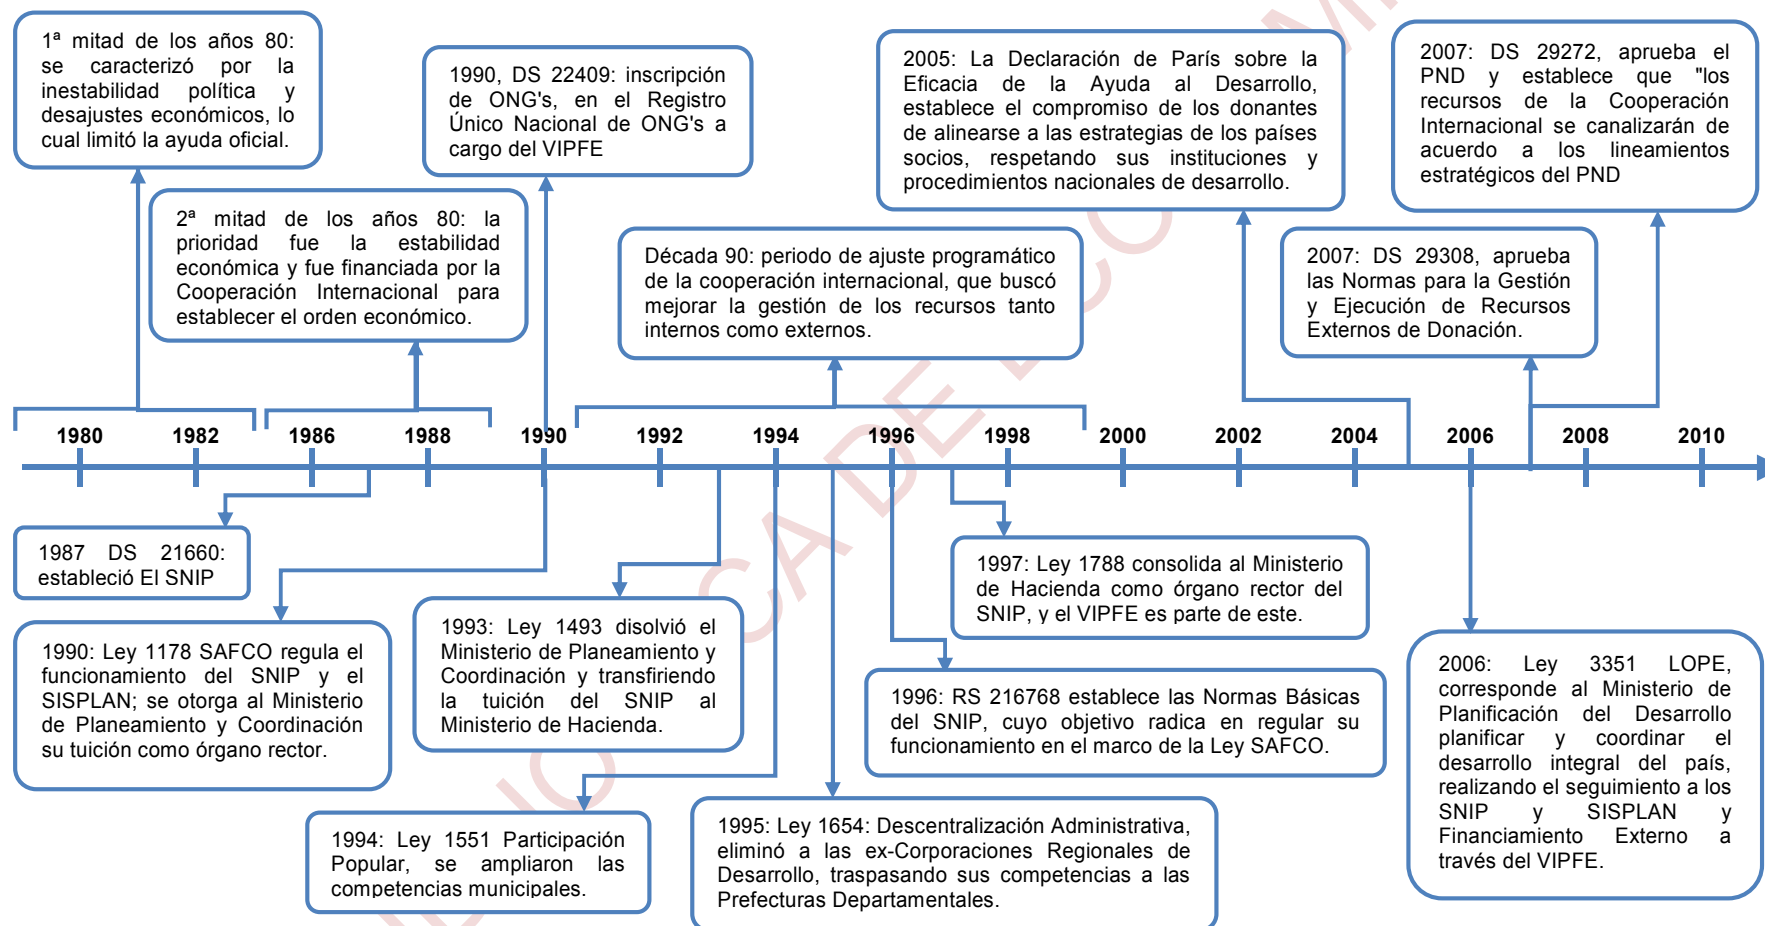 1ª mitad de los años 80:
se caracterizó por la
inestabilidad política y
desajustes económicos, lo
cual limitó la ayuda oficial.
2ª mitad de los años 80: la
prioridad fue la estabilidad
económica y fue financiada por la
Cooperación Internacional para
establecer el orden económico.
1990, DS 22409: inscripción
de ONG's, en el Registro
Único Nacional de ONG's a
cargo del VIPFE
Década 90: periodo de ajuste programático
de la cooperación internacional, que buscó
mejorar la gestión de los recursos tanto
internos como externos.
2005: La Declaración de París sobre la
Eficacia de la Ayuda al Desarrollo,
establece el compromiso de los donantes
de alinearse a las estrategias de los países
socios, respetando sus instituciones y
procedimientos nacionales de desarrollo.
2007: DS 29308, aprueba
las Normas para la Gestión
y Ejecución de Recursos
Externos de Donación.
2007: DS 29272, aprueba el
PND y establece que "los
recursos de la Cooperación
Internacional se canalizarán de
acuerdo a los lineamientos
estratégicos del PND
1980 1982 1986 1988 1990 1992 1994 1996 1998 2000 2002 2004 2006 2008 2010
1987 DS 21660:
estableció El SNIP
1990: Ley 1178 SAFCO regula el
funcionamiento del SNIP y el
SISPLAN; se otorga al Ministerio
de Planeamiento y Coordinación
su tuición como órgano rector.
1993: Ley 1493 disolvió el
Ministerio de Planeamiento y
Coordinación y transfiriendo
la tuición del SNIP al
Ministerio de Hacienda.
1994: Ley 1551 Participación
Popular, se ampliaron las
competencias municipales.
1995: Ley 1654: Descentralización Administrativa,
eliminó a las ex-Corporaciones Regionales de
Desarrollo, traspasando sus competencias a las
Prefecturas Departamentales.
1996: RS 216768 establece las Normas Básicas
del SNIP, cuyo objetivo radica en regular su
funcionamiento en el marco de la Ley SAFCO.
1997: Ley 1788 consolida al Ministerio
de Hacienda como órgano rector del
SNIP, y el VIPFE es parte de este.
2006: Ley 3351 LOPE,
corresponde al Ministerio de
Planificación del Desarrollo
planificar y coordinar el
desarrollo integral del país,
realizando el seguimiento a los
SNIP y SISPLAN y
Financiamiento Externo a
través del VIPFE.